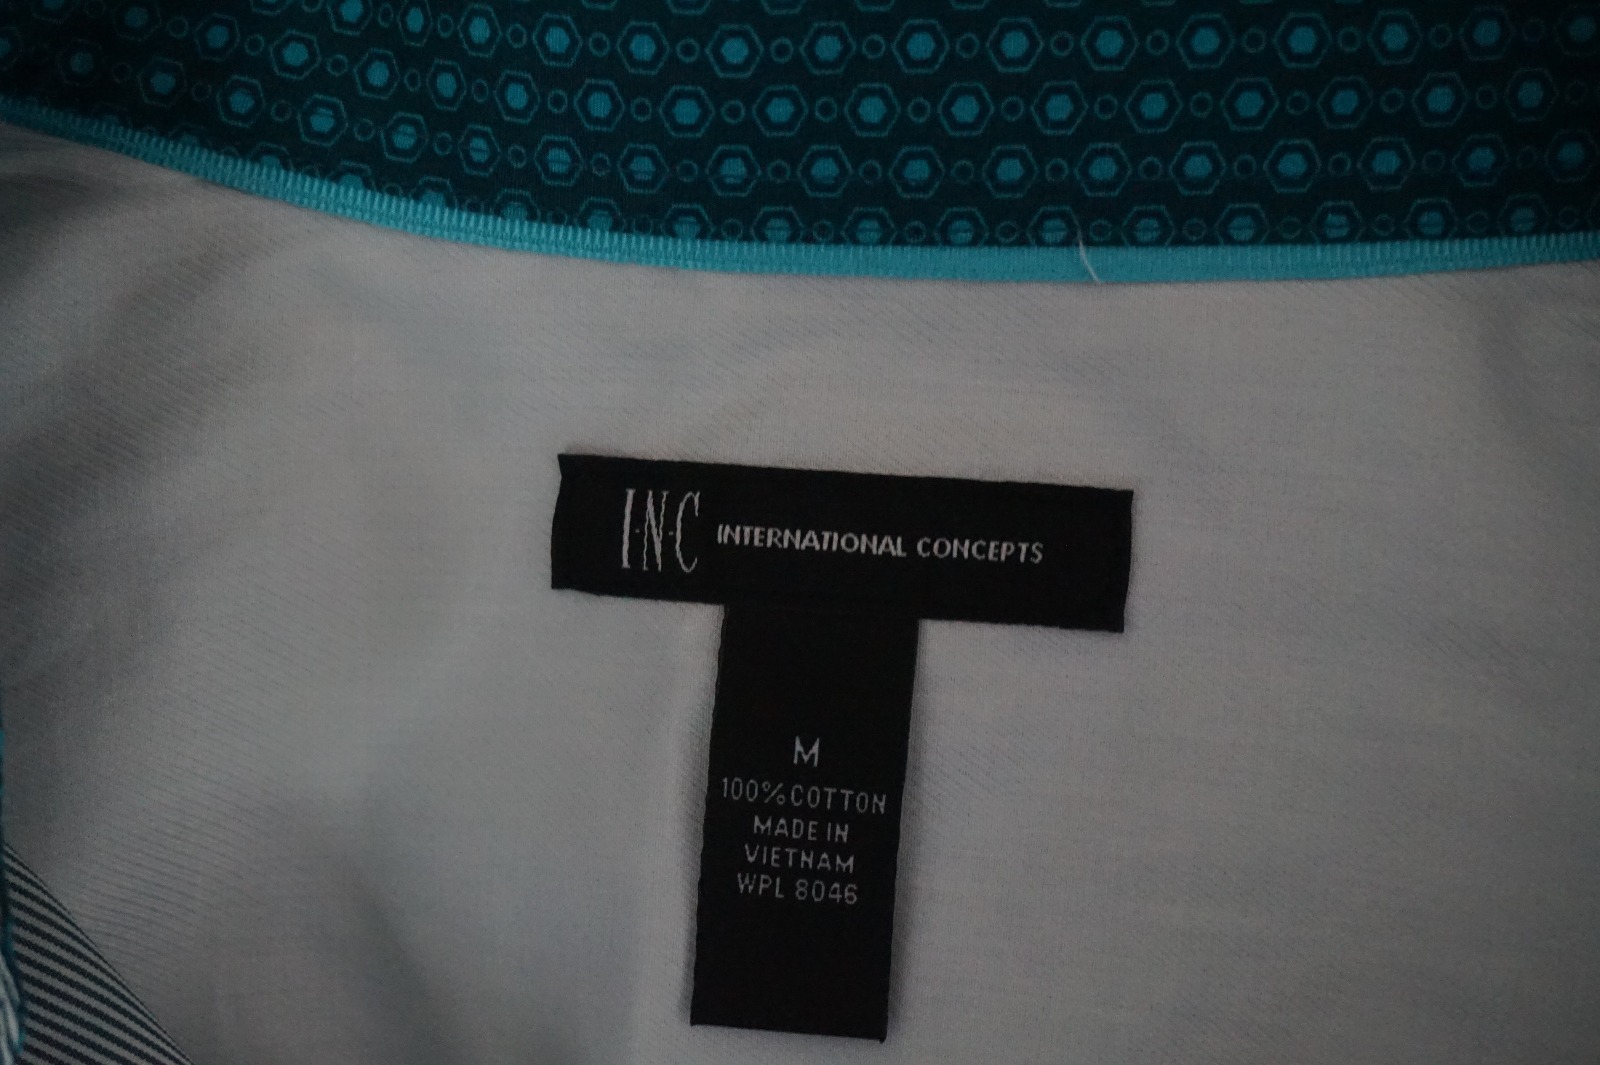 I·N·C INTERNATIONAL CONCEPTS
M
100% COTTON
MADE IN
VIETNAM
WPL 8046